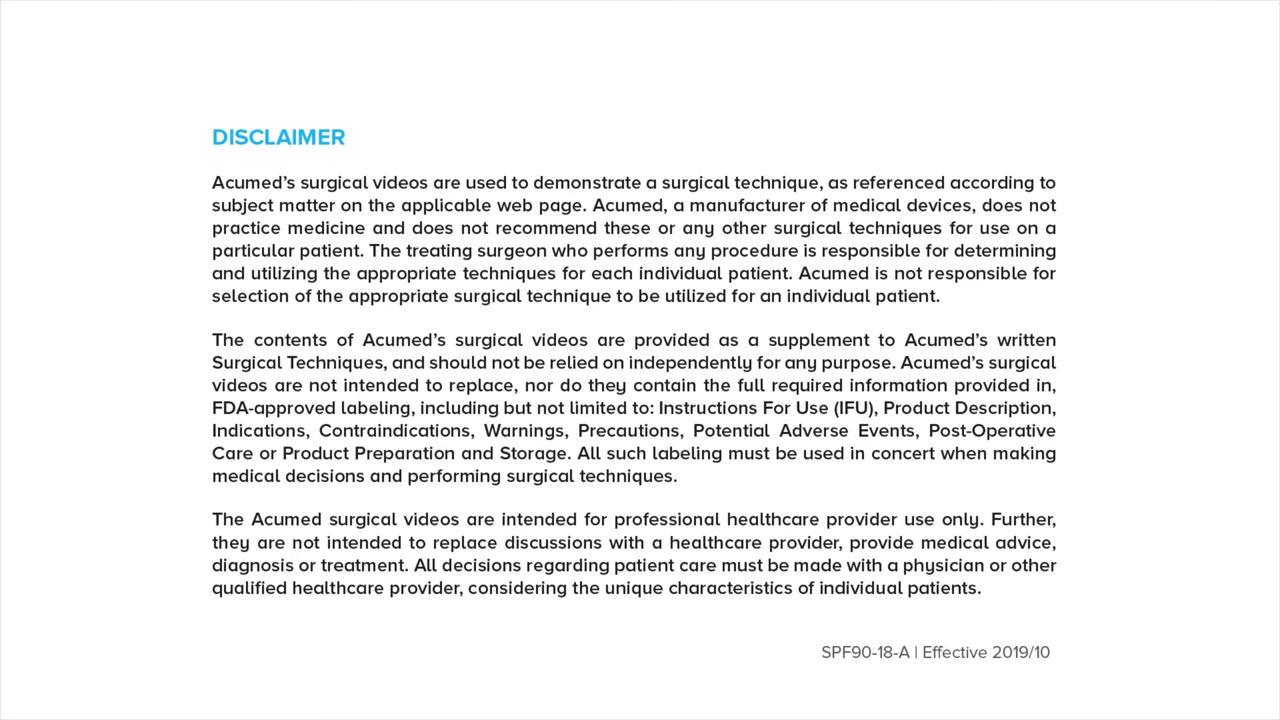 DISCLAIMER
Acumed’s surgical videos are used to demonstrate a surgical technique, as referenced according to
subject matter on the applicable web page. Acumed, a manufacturer of medical devices, does not
practice medicine and does not recommend these or any other surgical techniques for use on a
particular patient. The treating surgeon who performs any procedure is responsible for determining
and utilizing the appropriate techniques for each individual patient. Acumed is not responsible for
selection of the appropriate surgical technique to be utilized for an individual patient.
The contents of Acumed’s surgical videos are provided as a supplement to Acumed’s written
Surgical Techniques, and should not be relied on independently for any purpose. Acumed’s surgical
videos are not intended to replace, nor do they contain the full required information provided in,
FDA-approved labeling, including but not limited to: Instructions For Use (IFU), Product Description,
Indications, Contraindications, Warnings, Precautions, Potential Adverse Events, Post-Operative
Care or Product Preparation and Storage. All such labeling must be used in concert when making
medical decisions and performing surgical techniques.
The Acumed surgical videos are intended for professional healthcare provider use only. Further,
they are not intended to replace discussions with a healthcare provider, provide medical advice,
diagnosis or treatment. All decisions regarding patient care must be made with a physician or other
qualified healthcare provider, considering the unique characteristics of individual patients.
SPF90-18-A | Effective 2019/10